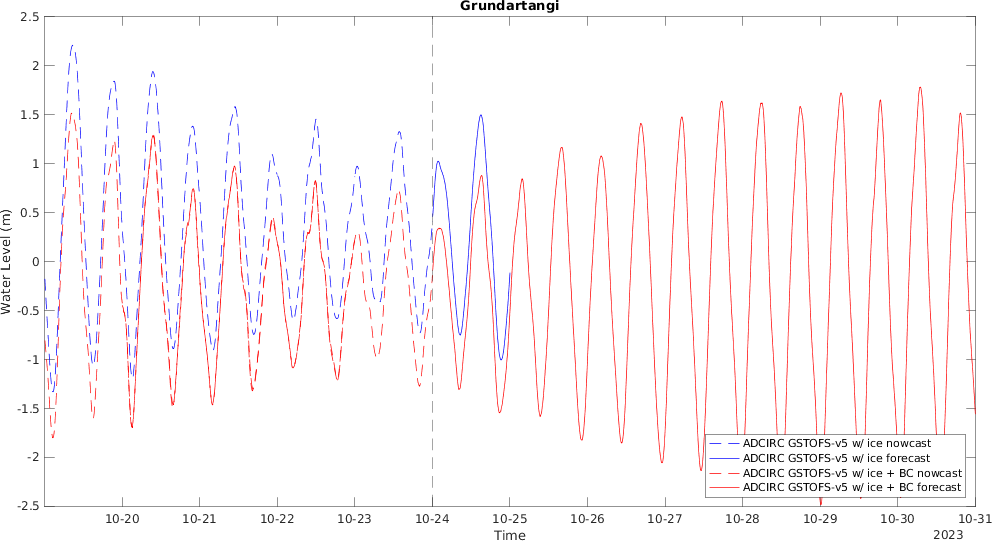 Grundartangi
2.5
2
1.5
1
0.5
0
-0.5
-1
-1.5
-2
-2.5
Water Level (m)
10-20 10-21 10-22 10-23 10-24 10-25 10-26 10-27 10-28 10-29 10-30 10-31
Time
2023
ADCIRC GSTOFS-v5 w/ ice nowcast
ADCIRC GSTOFS-v5 w/ ice forecast
ADCIRC GSTOFS-v5 w/ ice + BC nowcast
ADCIRC GSTOFS-v5 w/ ice + BC forecast